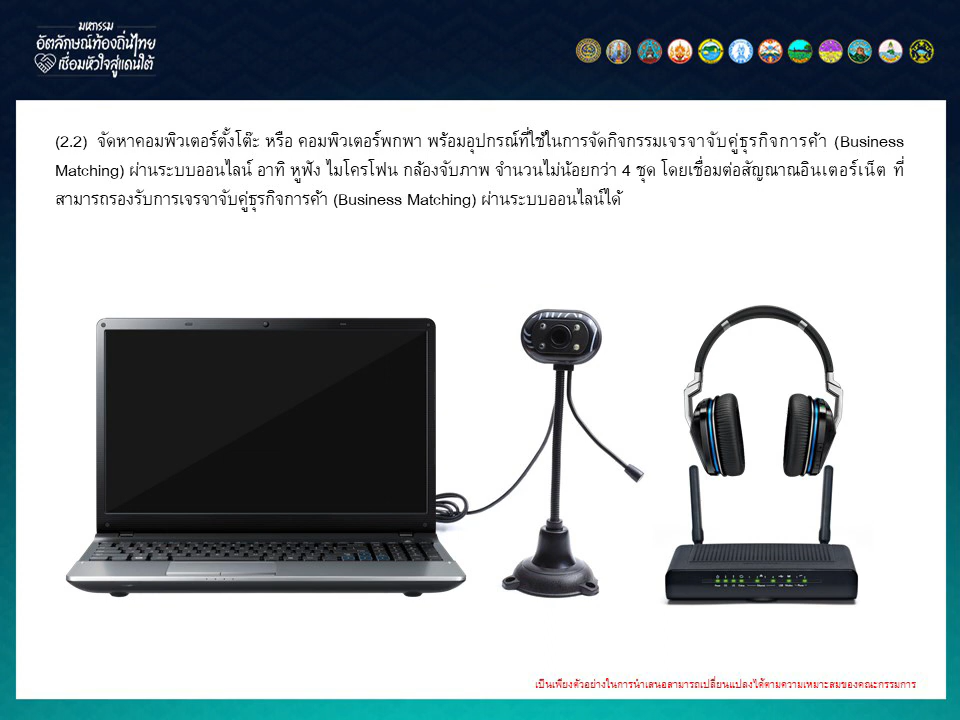 มหกรรม
อัตลักษณ์ท้องถิ่นไทย
เชื่อมหัวใจสู่แดนใต้
(2.2) จัดหาคอมพิวเตอร์ตั้งโต๊ะ หรือ คอมพิวเตอร์พกพา พร้อมอุปกรณ์ที่ใช้ในการจัดกิจกรรมเจรจาจับคู่ธุรกิจการค้า (Business
Matching) ผ่านระบบออนไลน์ อาทิ หูฟัง ไมโครโฟน กล้องจับภาพ จำนวนไม่น้อยกว่า 4 ชุด โดยเชื่อมต่อสัญญาณอินเตอร์เน็ต ที่
สามารถรองรับการเจรจาจับคู่ธุรกิจการค้า (Business Matching) ผ่านระบบออนไลน์ได้
เป็นเพียงตัวอย่างในการนำเสนอสามารถเปลี่ยนแปลงได้ตามความเหมาะสมของคณะกรรมการ